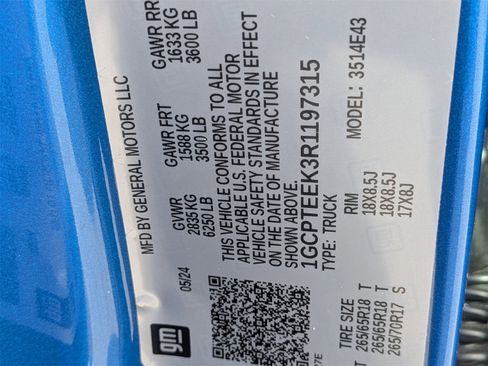 gm
05/24
MFD BY GENERAL MOTORS LLC
GVWR
2835 KG
6250 LB
GAWR FRT
1588 KG
3500 LB
GAWR RR
1633 KG
3600 LB
THIS VEHICLE CONFORMS TO ALL
APPLICABLE U.S. FEDERAL MOTOR
VEHICLE SAFETY STANDARDS IN EFFECT
ON THE DATE OF MANUFACTURE
SHOWN ABOVE.
1GCPTEEK3R1197315
TYPE: TRUCK
3514E43
TIRE SIZE
RIM
265/65R18 T
18X8.5J
265/65R18 T
18X8.5J
265/70R17 S
17X8J